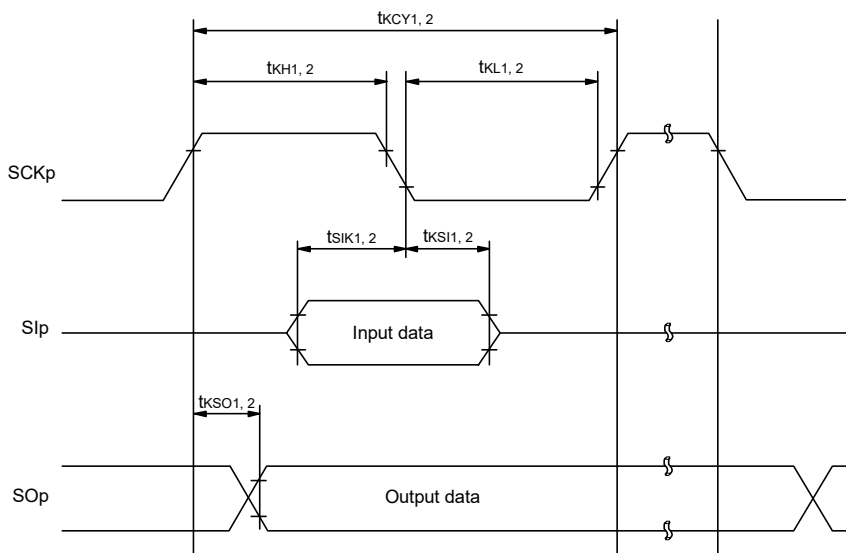 tKCY1, 2
tKH1, 2
tKL1, 2
SCKp
tSIK1, 2
tKSI1, 2
SIp
Input data
tKSO1, 2
SOp
Output data